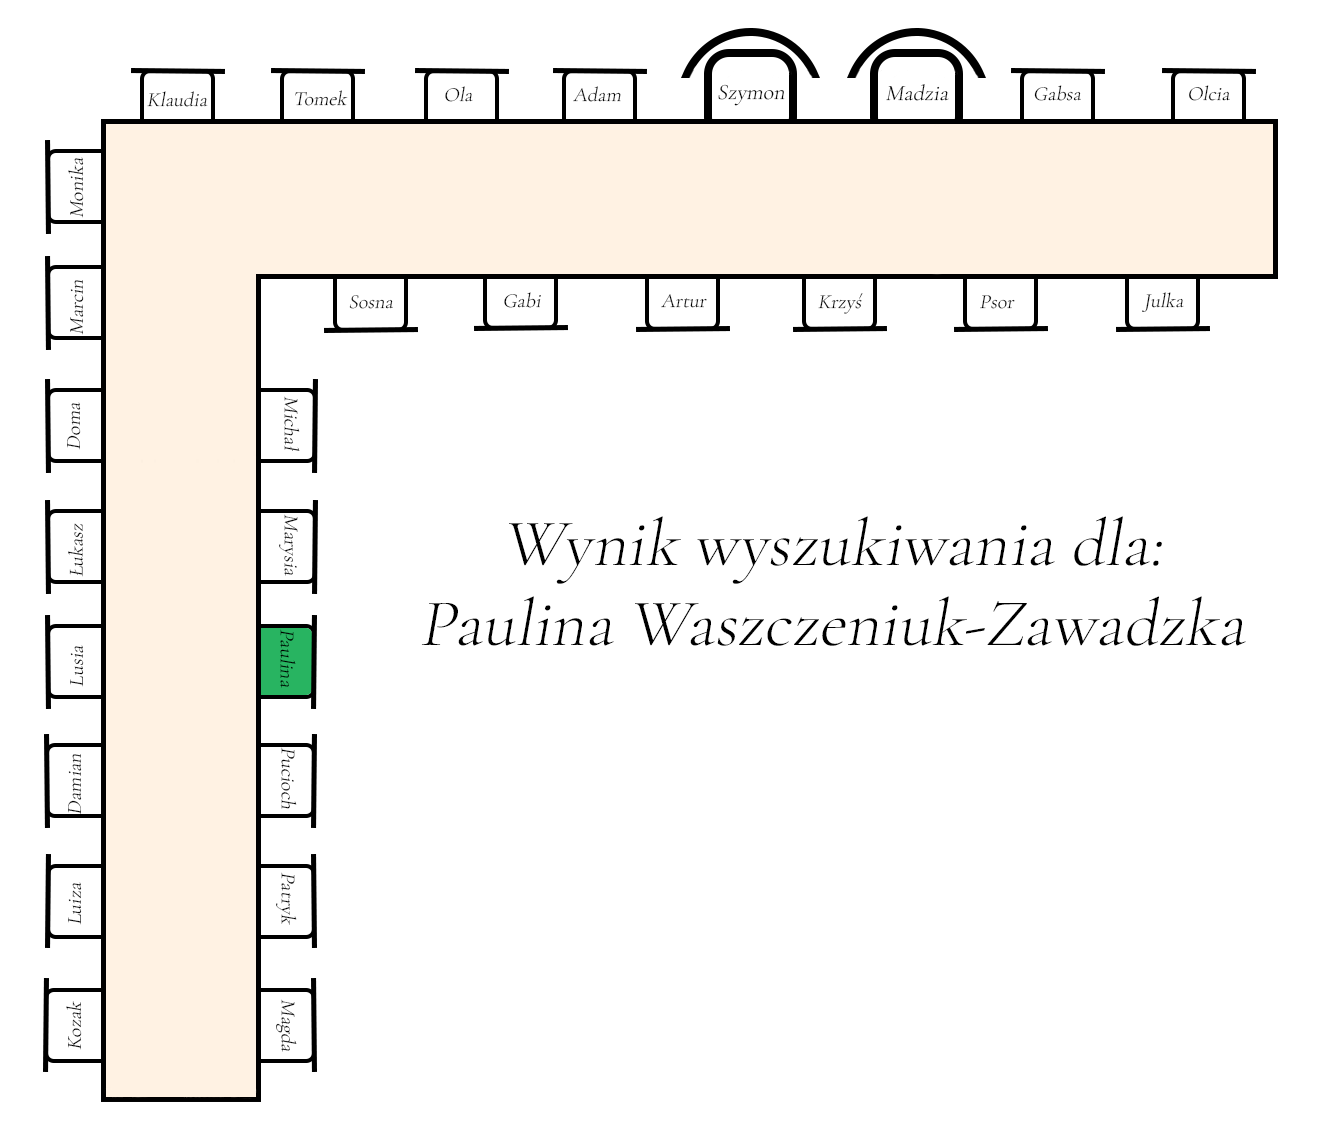 Klaudia
Tomek
Ola
Adam
Szymon
Madzia
Gabsa
Olcia
Monika
Marcin
Doma
Łukasz
Lusia
Damian
Luiza
Kozak
Sosna
Gabi
Artur
Krzyś
Psor
Julka
Michał
Marysia
Paulina
Pucioch
Patryk
Magda
Wynik wyszukiwania dla:
Paulina Waszczeniuk-Zawadzka